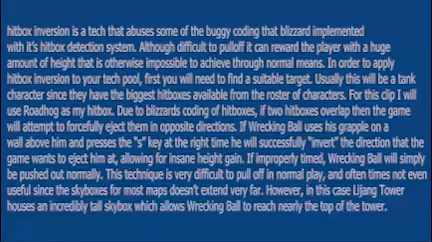 hitbox inversion is a tech that abuses some of the buggy coding that blizzard implemented
with it's hitbox detection system. Although difficult to pulloff it can reward the player with a huge
amount of height that is otherwise impossible to achieve through normal means. In order to apply
hitbox inversion to your tech pool, first you will need to find a suitable target. Usually this will be a tank
character since they have the biggest hitboxes available from the roster of characters. For this clip I will
use Roadhog as my hitbox. Due to blizzards coding of hitboxes, if two hitboxes overlap then the game
will attempt to forcefully eject them in opposite directions. If Wrecking Ball uses his grapple on a
wall above him and presses the "s" key at the right time he will successfully "invert" the direction that the
game wants to eject him at, allowing for insane height gain. If improperly timed, Wrecking Ball will simply
be pushed out normally. This technique is very difficult to pull off in normal play, and often times not even
useful since the skyboxes for most maps doesn't extend very far. However, in this case Lijang Tower
houses an incredibly tall skybox which allows Wrecking Ball to reach nearly the top of the tower.